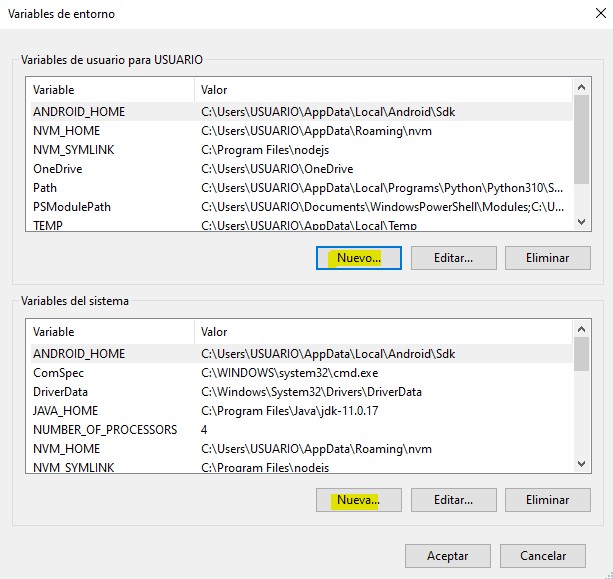 Variables de entorno
Variables de usuario para USUARIO
Variable Valor
ANDROID_HOME C:\Users\USUARIO\AppData\Local\Android\Sdk
NVM_HOME C:\Users\USUARIO\AppData\Roaming\nvm
NVM_SYMLINK C:\Program Files\nodejs
OneDrive C:\Users\USUARIO\OneDrive
Path C:\Users\USUARIO\AppData\Local\Programs\Python\Python310\S...
PSModulePath C:\Users\USUARIO\Documents\WindowsPowerShell\Modules;C:\U...
TEMP C:\Users\USUARIO\AppData\Local\Temp
Nuevo... Editar... Eliminar
Variables del sistema
Variable Valor
ANDROID_HOME C:\Users\USUARIO\AppData\Local\Android\Sdk
ComSpec C:\WINDOWS\system32\cmd.exe
DriverData C:\Windows\System32\Drivers\DriverData
JAVA_HOME C:\Program Files\Java\jdk-11.0.17
NUMBER_OF_PROCESSORS 4
NVM_HOME C:\Users\USUARIO\AppData\Roaming\nvm
NVM_SYMLINK C:\Program Files\nodejs
Nueva... Editar... Eliminar
Aceptar Cancelar